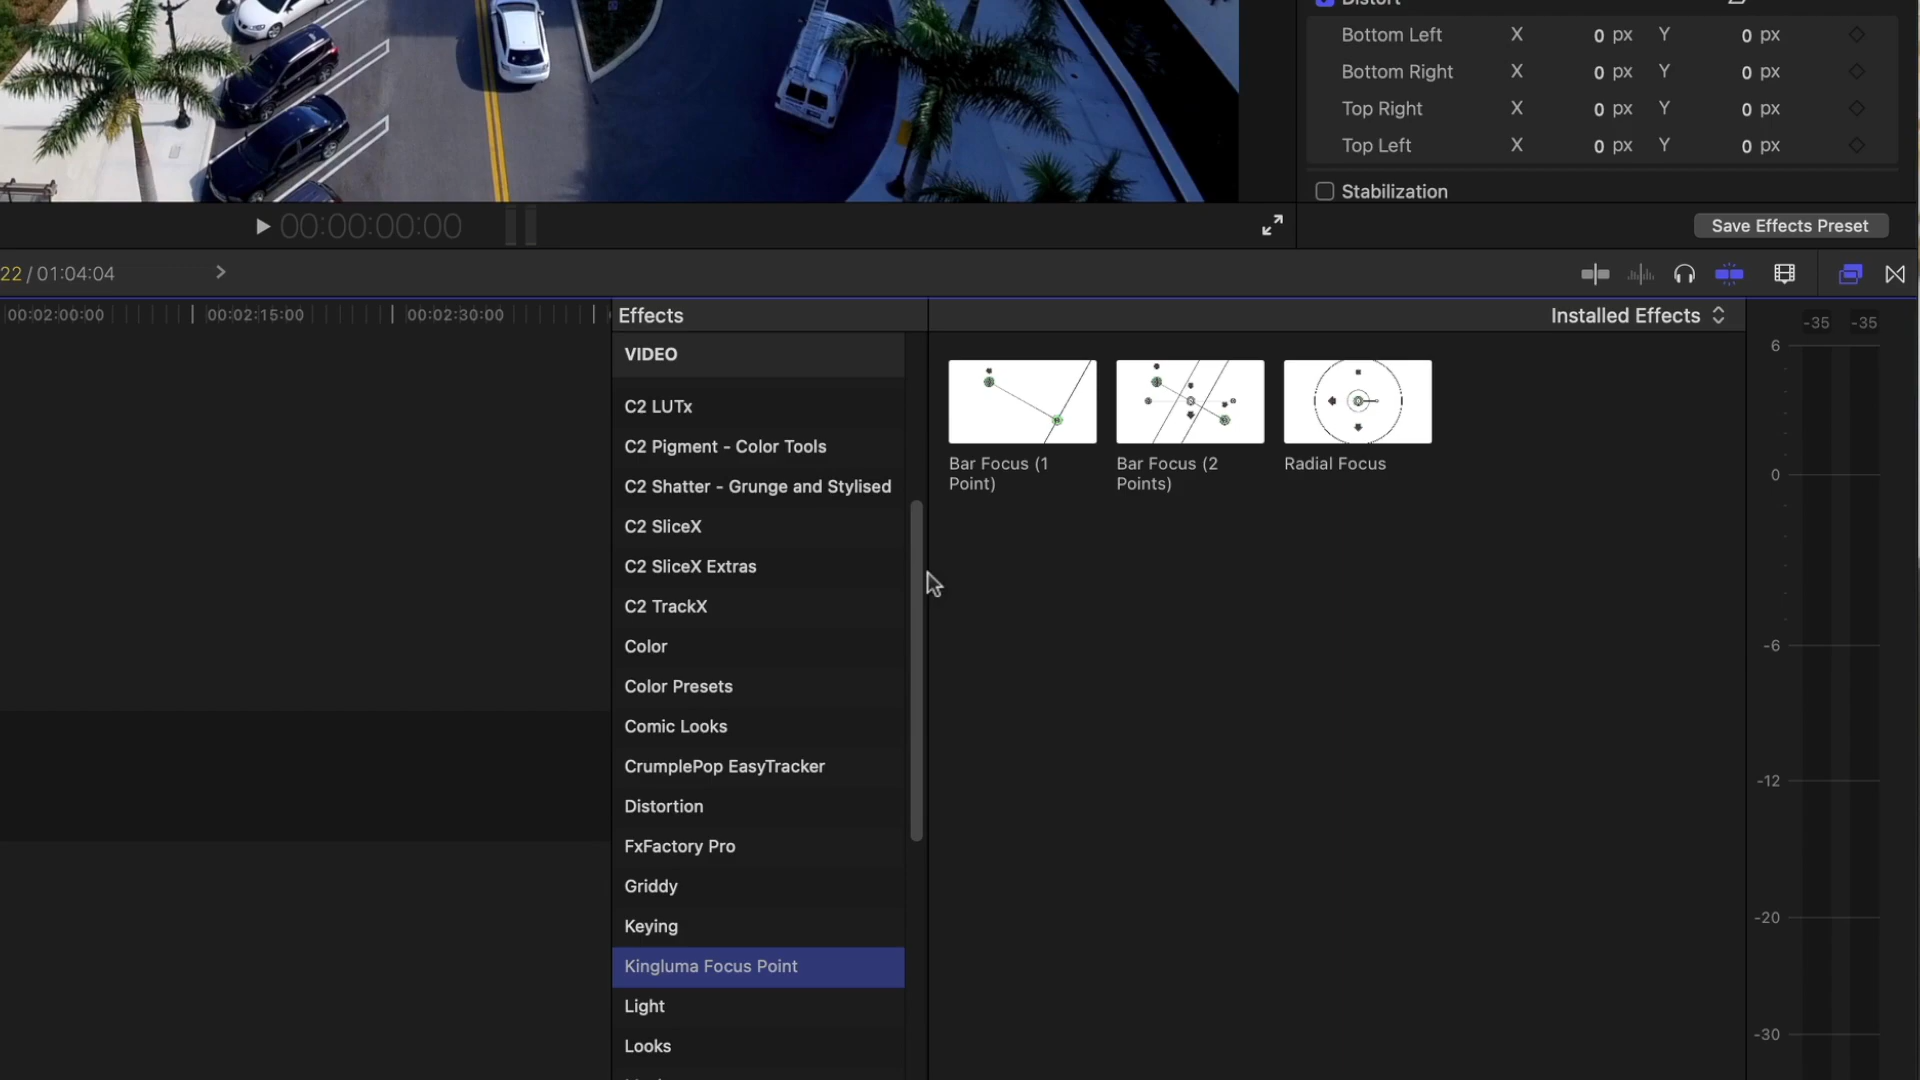 Distort
Bottom Left X 0 px Y 0 px
Bottom Right X 0 px Y 0 px
Top Right X 0 px Y 0 px
Top Left X 0 px Y 0 px
Stabilization
00:00:00:00
Save Effects Preset
22 / 01:04:04
00:02:00:00 00:02:15:00 00:02:30:00
Effects
Installed Effects
VIDEO
C2 LUTx
C2 Pigment - Color Tools
C2 Shatter - Grunge and Stylised
C2 SliceX
C2 SliceX Extras
C2 TrackX
Color
Color Presets
Comic Looks
CrumplePop EasyTracker
Distortion
FxFactory Pro
Griddy
Keying
Kingluma Focus Point
Light
Looks
Bar Focus (1
Point)
Bar Focus (2
Points)
Radial Focus
-35 -35
6
0
-6
-12
-20
-30